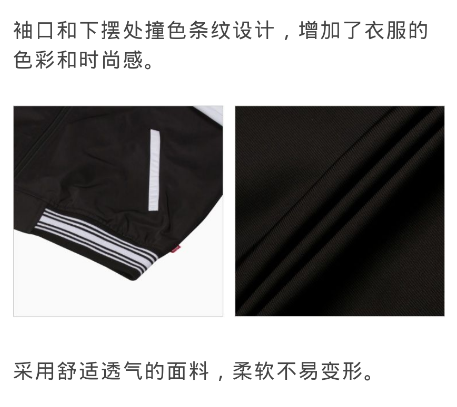 袖口和下摆处撞色条纹设计，增加了衣服的
色彩和时尚感。
采用舒适透气的面料，柔软不易变形。